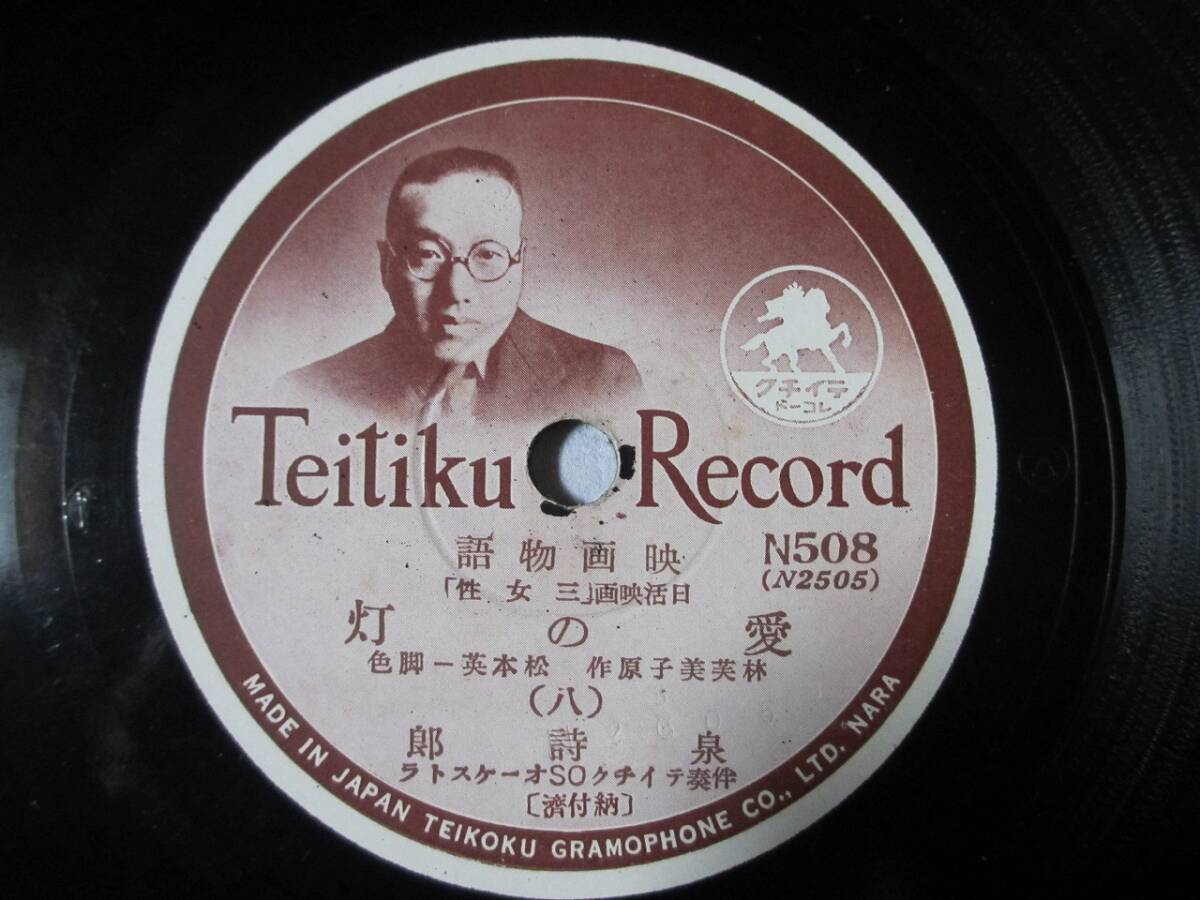 テイチク
レコード
Teitiku Record
映画物語
N508
日活映画「三女性」
(N2505)
愛の灯
林芙美子原作 松本英一脚色
(八)
泉詩郎
伴奏テイチクSOオーケストラ
〔納付濟〕
MADE IN JAPAN TEIKOKU GRAMOPHONE CO., LTD. NARA